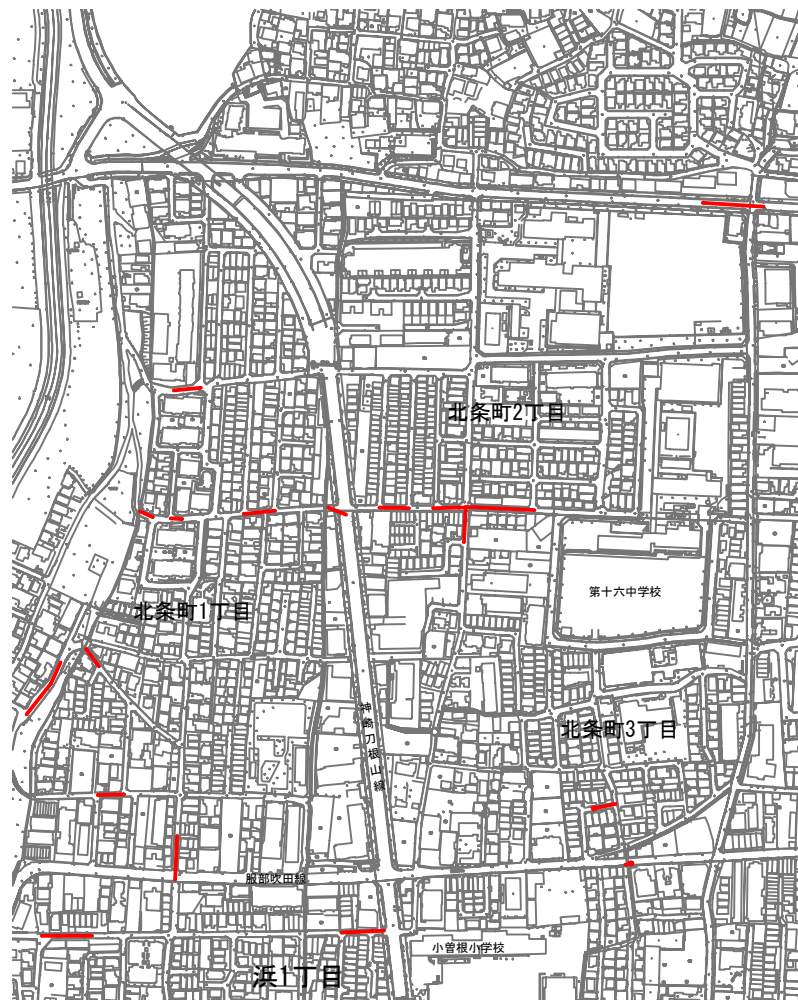 北条町2丁目
第十六中学校
北条町1丁目
神崎刀根山線
北条町3丁目
服部吹田線
小曽根小学校
浜1丁目